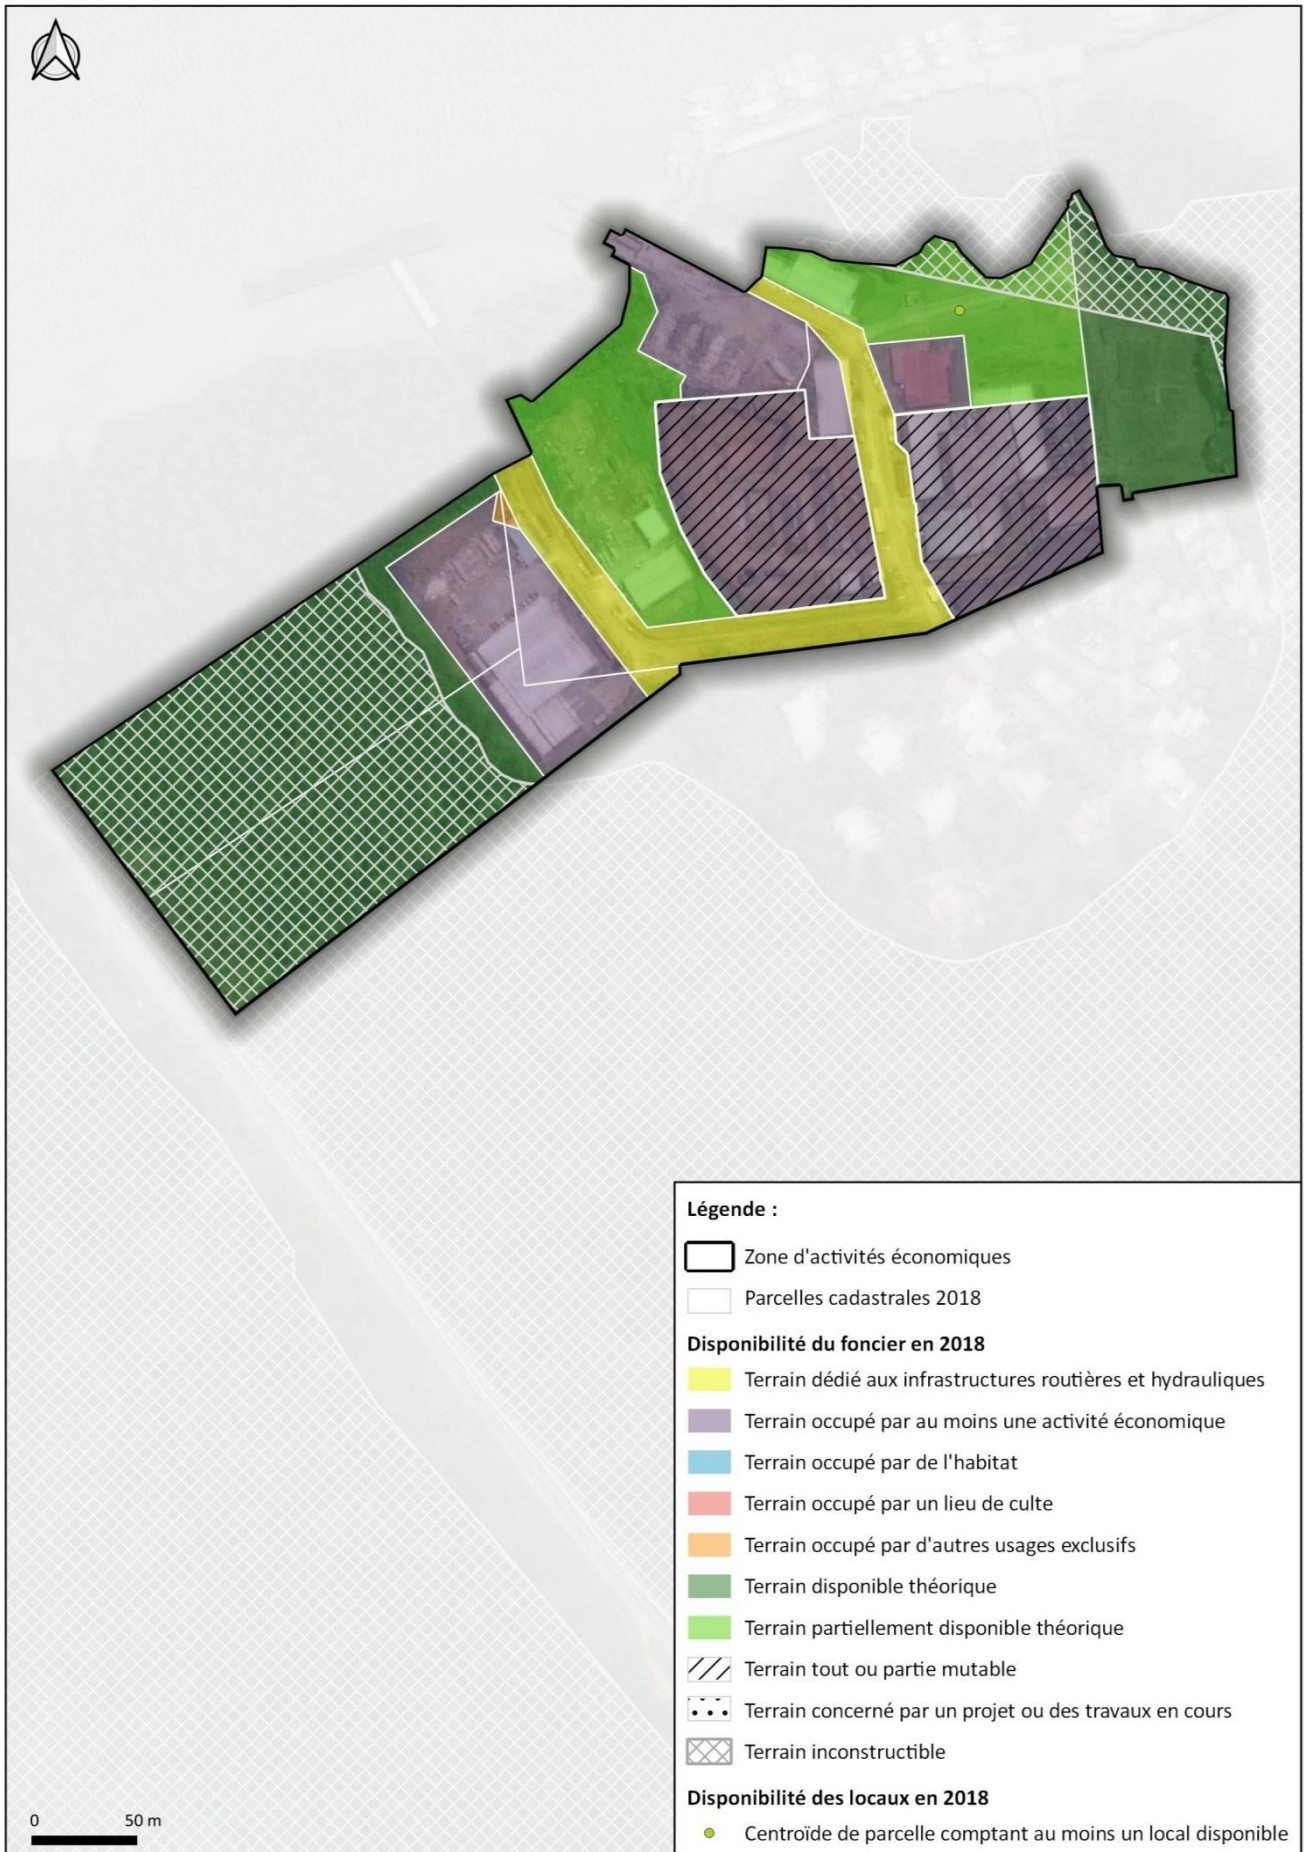 Légende :
Zone d'activités économiques
Parcelles cadastrales 2018
Disponibilité du foncier en 2018
Terrain dédié aux infrastructures routières et hydrauliques
Terrain occupé par au moins une activité économique
Terrain occupé par de l'habitat
Terrain occupé par un lieu de culte
Terrain occupé par d'autres usages exclusifs
Terrain disponible théorique
Terrain partiellement disponible théorique
Terrain tout ou partie mutable
Terrain concerné par un projet ou des travaux en cours
Terrain inconstructible
Disponibilité des locaux en 2018
Centroïde de parcelle comptant au moins un local disponible
0 50 m